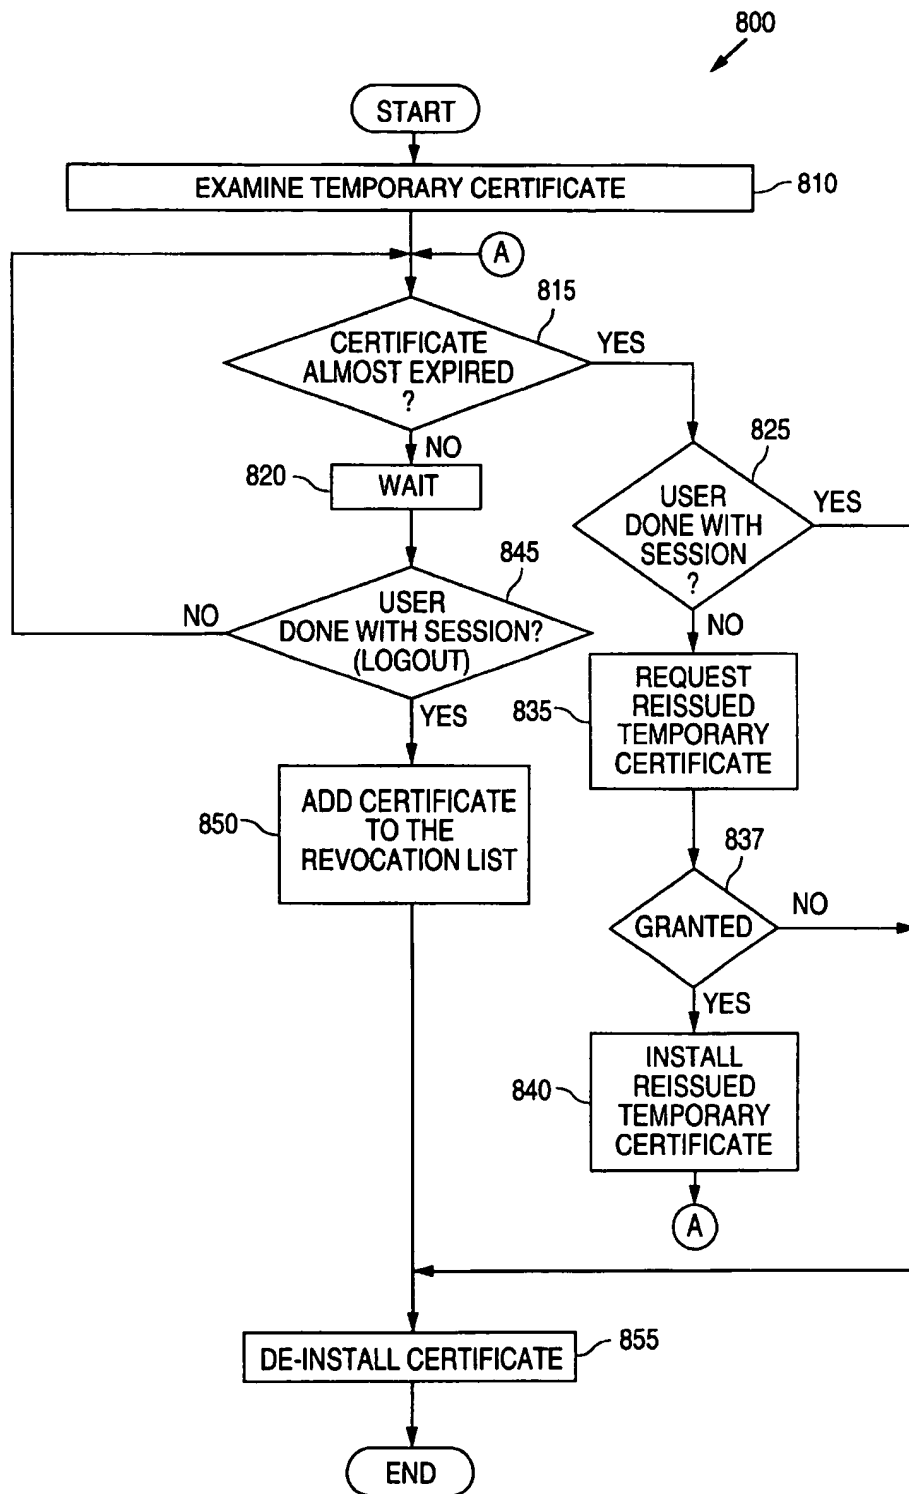 800
START
EXAMINE TEMPORARY CERTIFICATE
810
A
815
CERTIFICATE
ALMOST EXPIRED
?
YES
NO
820
WAIT
825
USER
DONE WITH
SESSION
?
YES
NO
845
USER
DONE WITH SESSION?
(LOGOUT)
NO
YES
835
REQUEST
REISSUED
TEMPORARY
CERTIFICATE
850
ADD CERTIFICATE
TO THE
REVOCATION LIST
837
GRANTED
NO
YES
840
INSTALL
REISSUED
TEMPORARY
CERTIFICATE
A
DE-INSTALL CERTIFICATE
855
END